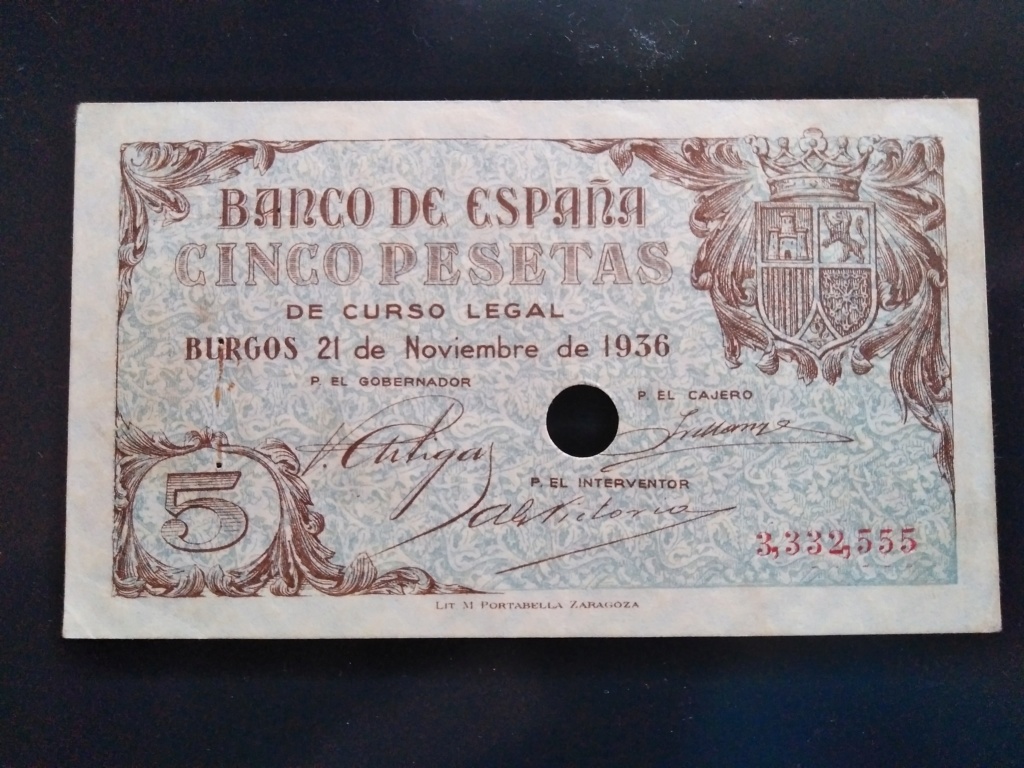 BANCO DE ESPAÑA
CINCO PESETAS
DE CURSO LEGAL
BURGOS 21 de Noviembre de 1936
P. EL GOBERNADOR
P. EL CAJERO
P. EL INTERVENTOR
5
3,332,555
LIT M PORTABELLA ZARAGOZA